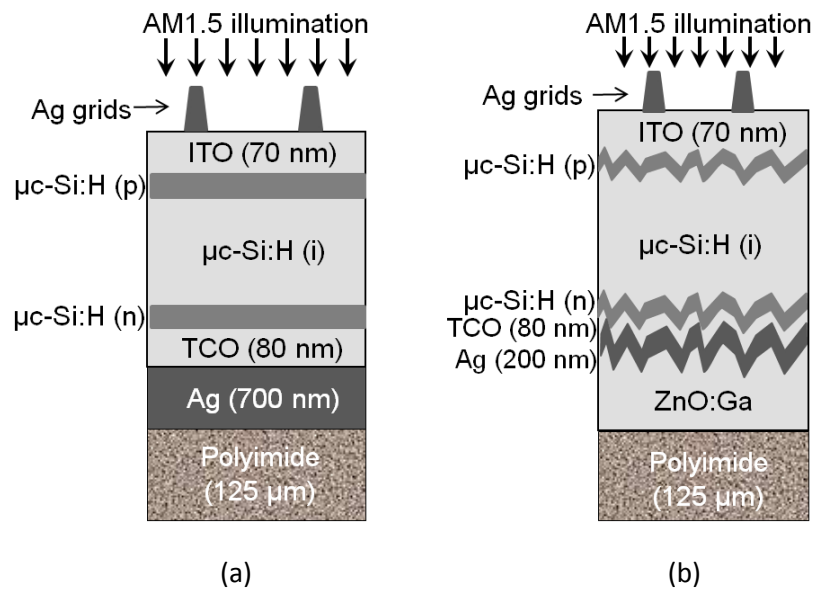 AM1.5 illumination
Ag grids
ITO (70 nm)
µc-Si:H (p)
µc-Si:H (i)
µc-Si:H (n)
TCO (80 nm)
Ag (700 nm)
Polyimide
(125 µm)
(a)
AM1.5 illumination
Ag grids
ITO (70 nm)
µc-Si:H (p)
µc-Si:H (i)
µc-Si:H (n)
TCO (80 nm)
Ag (200 nm)
ZnO:Ga
Polyimide
(125 µm)
(b)